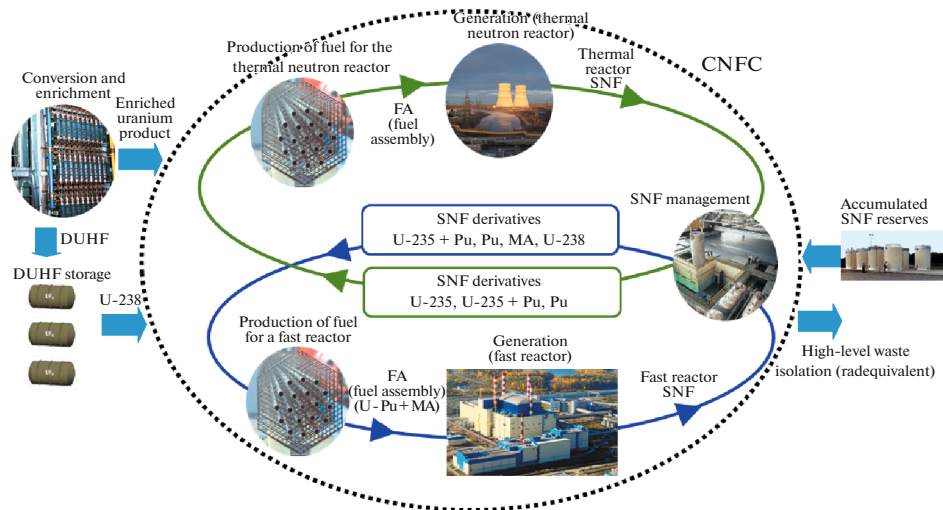 Generation (thermal
neutron reactor)
Production of fuel for the
thermal neutron reactor
Thermal
reactor
SNF
CNFC
Conversion and
enrichment
Enriched
uranium
product
FA
(fuel
assembly)
SNF management
Accumulated
SNF reserves
SNF derivatives
U-235 + Pu, Pu, MA, U-238
DUHF
DUHF storage
SNF derivatives
U-235, U-235 + Pu, Pu
U-238
Production of fuel
for a fast reactor
Generation
(fast reactor)
High-level waste
isolation (radequivalent)
FA
(fuel assembly)
(U-Pu+MA)
Fast reactor
SNF